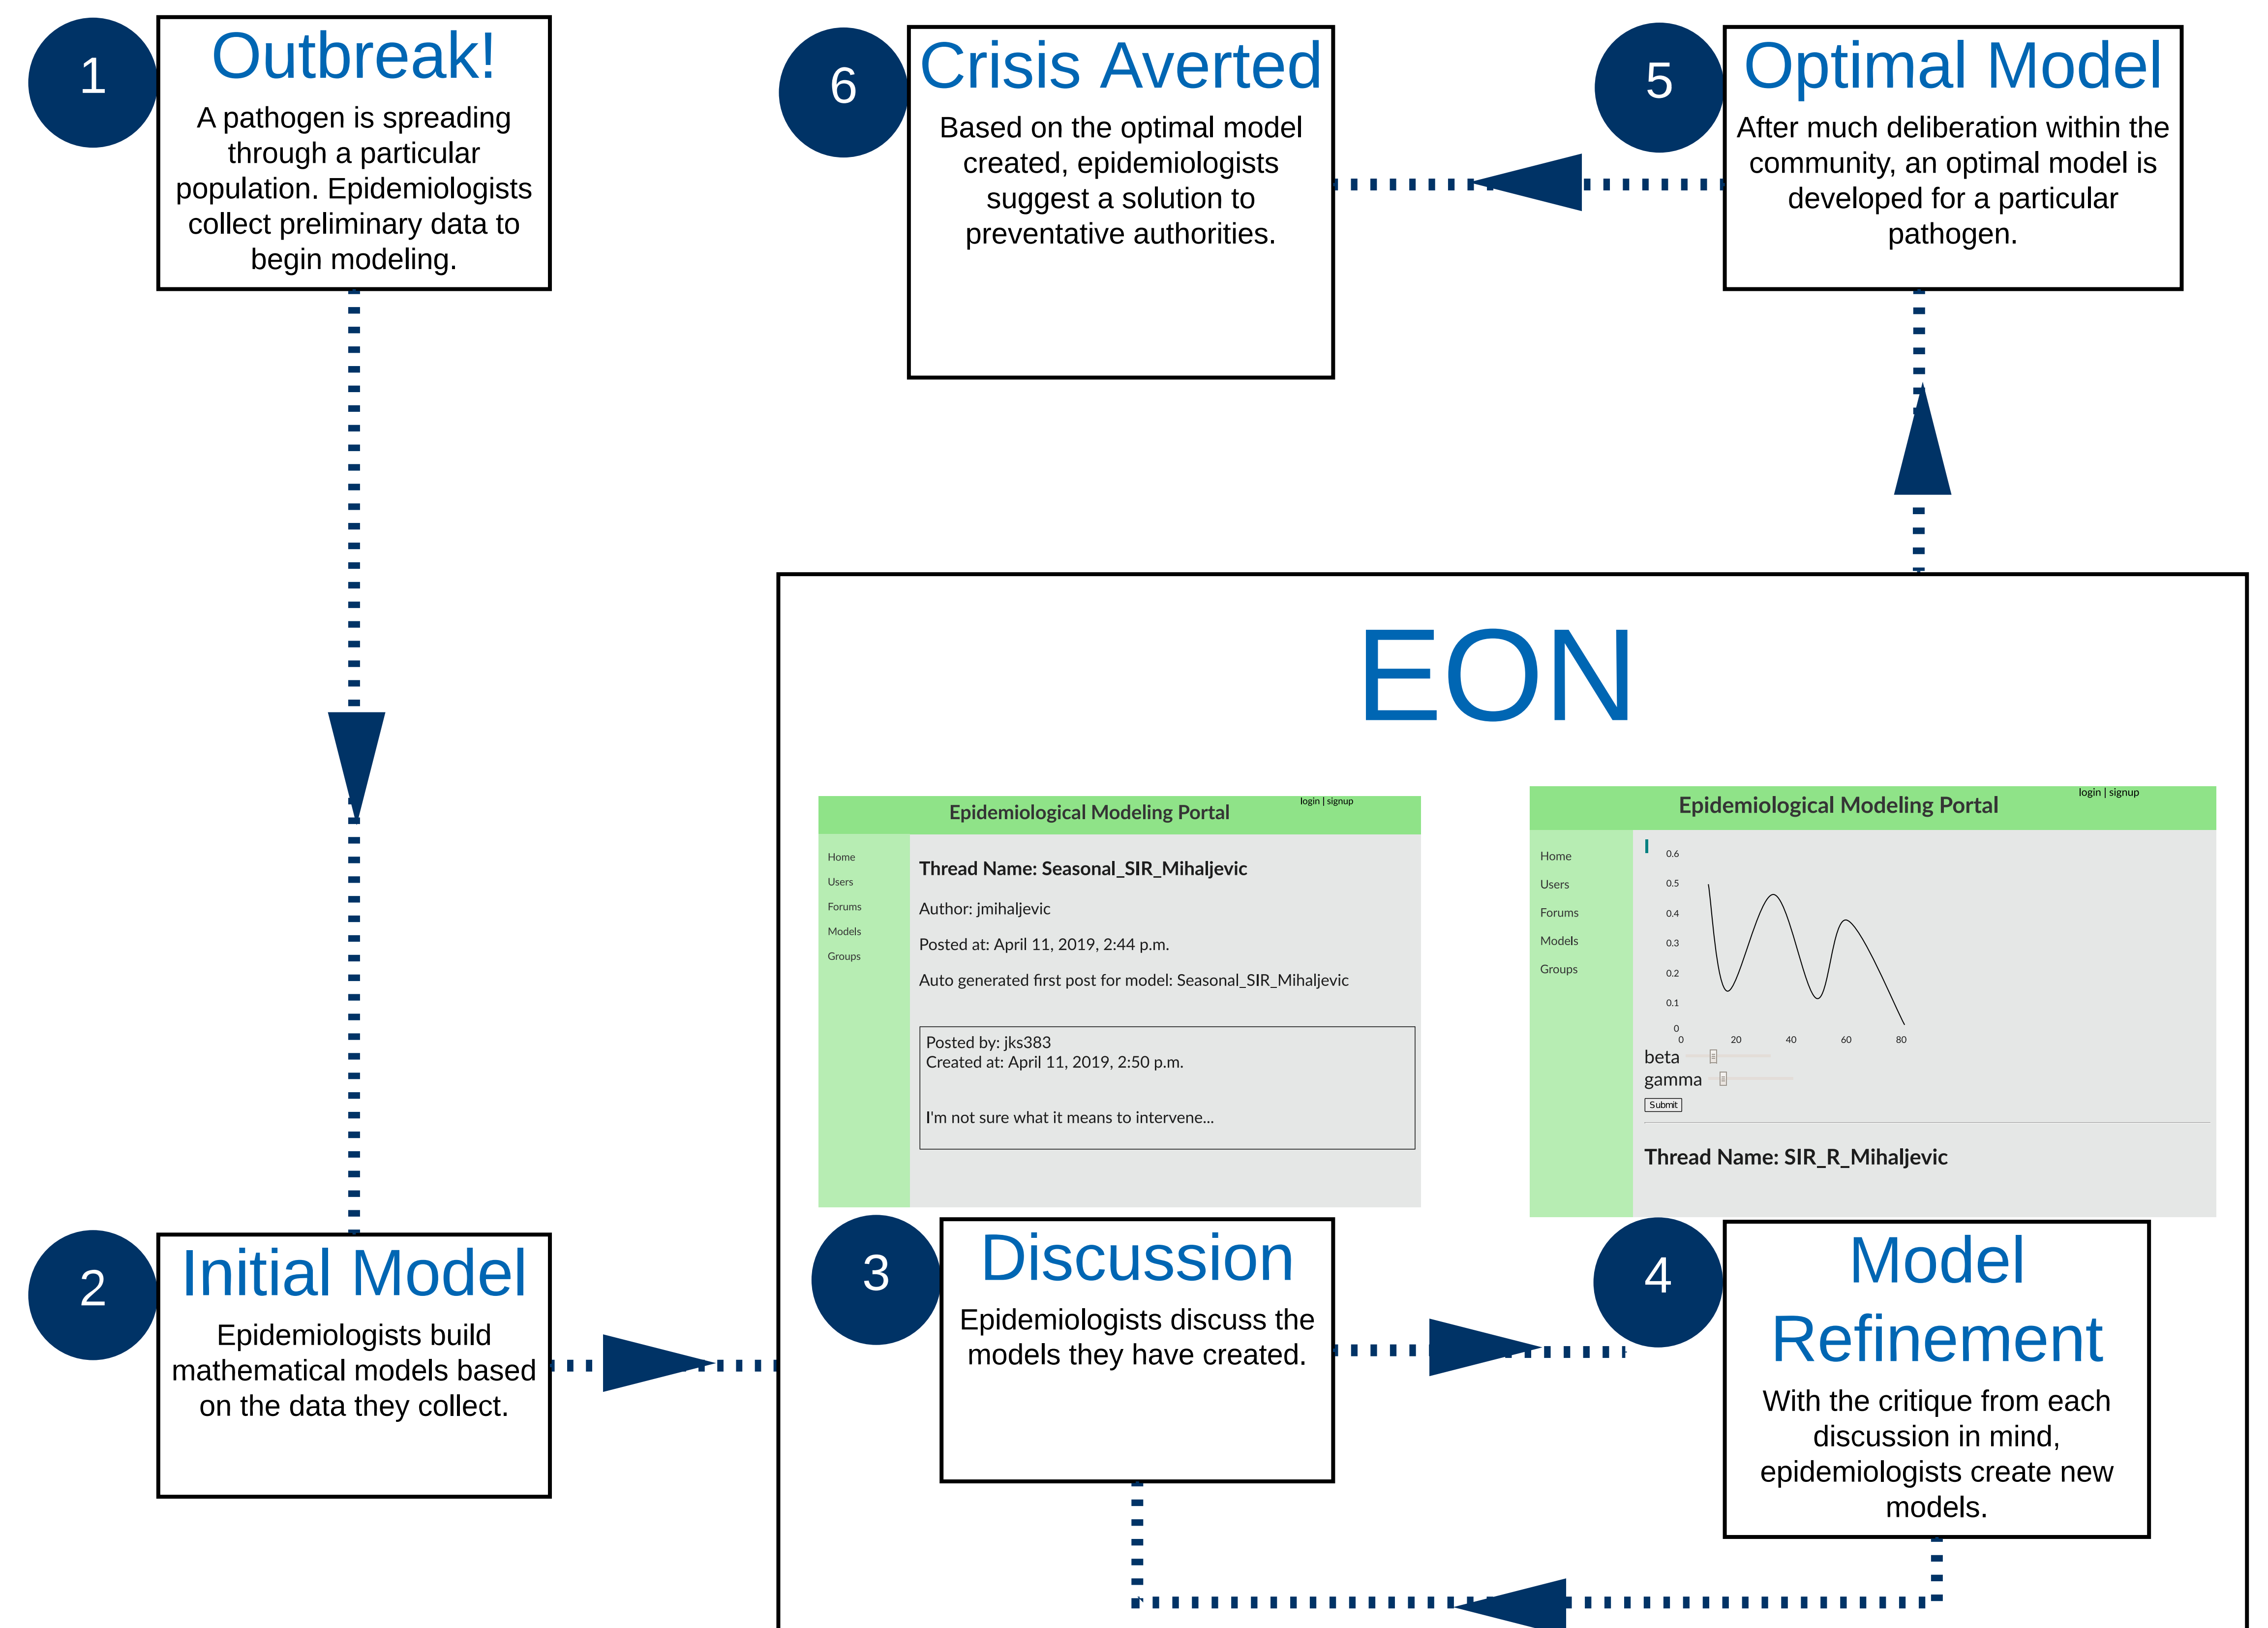 1
Outbreak!
A pathogen is spreading
through a particular
population. Epidemiologists
collect preliminary data to
begin modeling.
6
Crisis Averted
Based on the optimal model
created, epidemiologists
suggest a solution to
preventative authorities.
5
Optimal Model
After much deliberation within the
community, an optimal model is
developed for a particular
pathogen.
EON
Epidemiological Modeling Portal
login | signup
Home
Users
Forums
Models
Groups
Thread Name: Seasonal_SIR_Mihaljevic
Author: jmihaljevic
Posted at: April 11, 2019, 2:44 p.m.
Auto generated first post for model: Seasonal_SIR_Mihaljevic
Posted by: jks383
Created at: April 11, 2019, 2:50 p.m.
I'm not sure what it means to intervene...
Epidemiological Modeling Portal
login | signup
Home
Users
Forums
Models
Groups
0.6
0.5
0.4
0.3
0.2
0.1
0
0 20 40 60 80
beta
gamma
Submit
Thread Name: SIR_R_Mihaljevic
2
Initial Model
Epidemiologists build
mathematical models based
on the data they collect.
3
Discussion
Epidemiologists discuss the
models they have created.
4
Model
Refinement
With the critique from each
discussion in mind,
epidemiologists create new
models.